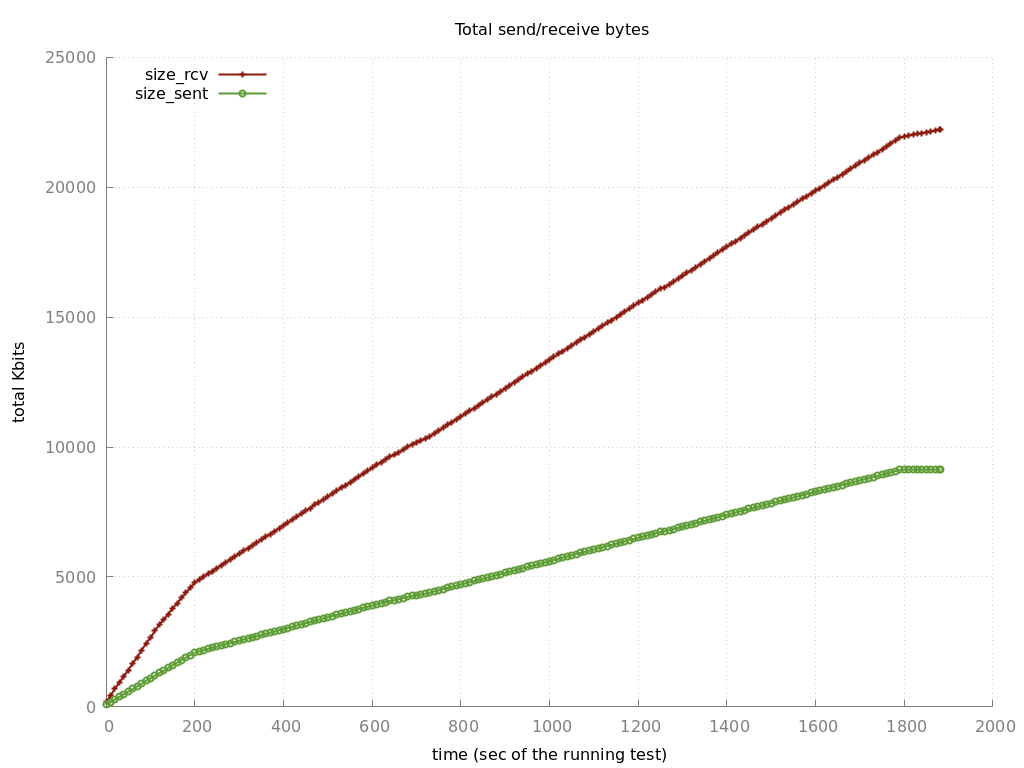 Total send/receive bytes
size_rcv
size_sent
25000
20000
15000
10000
5000
0
total Kbits
0 200 400 600 800 1000 1200 1400 1600 1800 2000
time (sec of the running test)